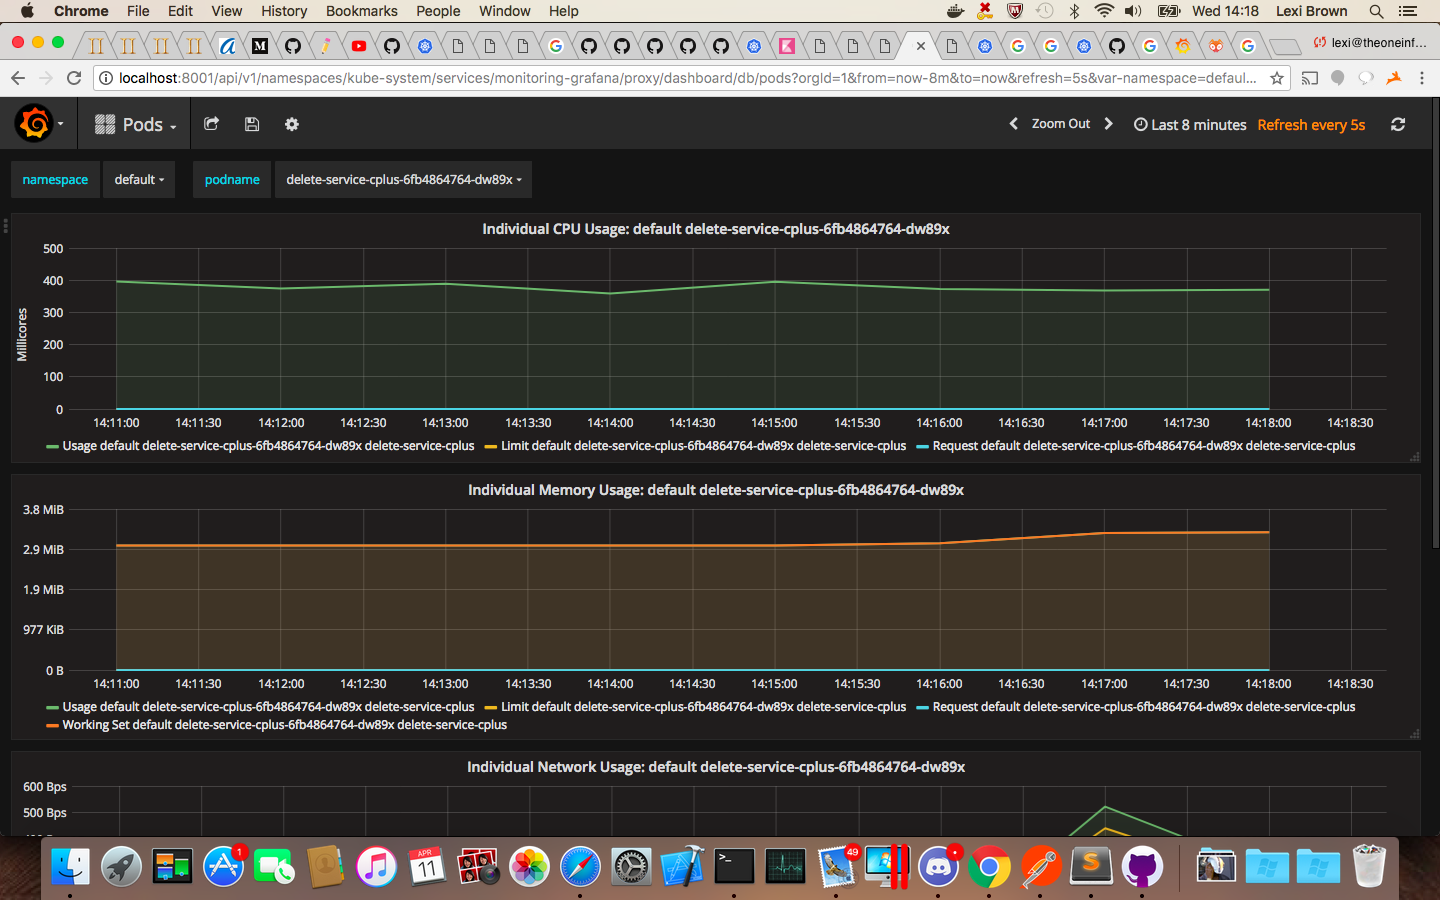 Chrome File Edit View History Bookmarks People Window Help Wed 14:18 Lexi Brown
lexi@theoneinf...
localhost:8001/api/v1/namespaces/kube-system/services/monitoring-grafana/proxy/dashboard/db/pods?orgId=1&from=now-8m&to=now&refresh=5s&var-namespace=defaul...
Pods Zoom Out Last 8 minutes Refresh every 5s
namespace default podname delete-service-cplus-6fb4864764-dw89x
Individual CPU Usage: default delete-service-cplus-6fb4864764-dw89x
Millicores
500
400
300
200
100
0
14:11:00 14:11:30 14:12:00 14:12:30 14:13:00 14:13:30 14:14:00 14:14:30 14:15:00 14:15:30 14:16:00 14:16:30 14:17:00 14:17:30 14:18:00 14:18:30
Usage default delete-service-cplus-6fb4864764-dw89x delete-service-cplus Limit default delete-service-cplus-6fb4864764-dw89x delete-service-cplus Request default delete-service-cplus-6fb4864764-dw89x delete-service-cplus
Individual Memory Usage: default delete-service-cplus-6fb4864764-dw89x
3.8 MiB
2.9 MiB
1.9 MiB
977 KiB
0 B
14:11:00 14:11:30 14:12:00 14:12:30 14:13:00 14:13:30 14:14:00 14:14:30 14:15:00 14:15:30 14:16:00 14:16:30 14:17:00 14:17:30 14:18:00 14:18:30
Usage default delete-service-cplus-6fb4864764-dw89x delete-service-cplus Limit default delete-service-cplus-6fb4864764-dw89x delete-service-cplus Request default delete-service-cplus-6fb4864764-dw89x delete-service-cplus
Working Set default delete-service-cplus-6fb4864764-dw89x delete-service-cplus
Individual Network Usage: default delete-service-cplus-6fb4864764-dw89x
600 Bps
500 Bps
1
APR
11
49